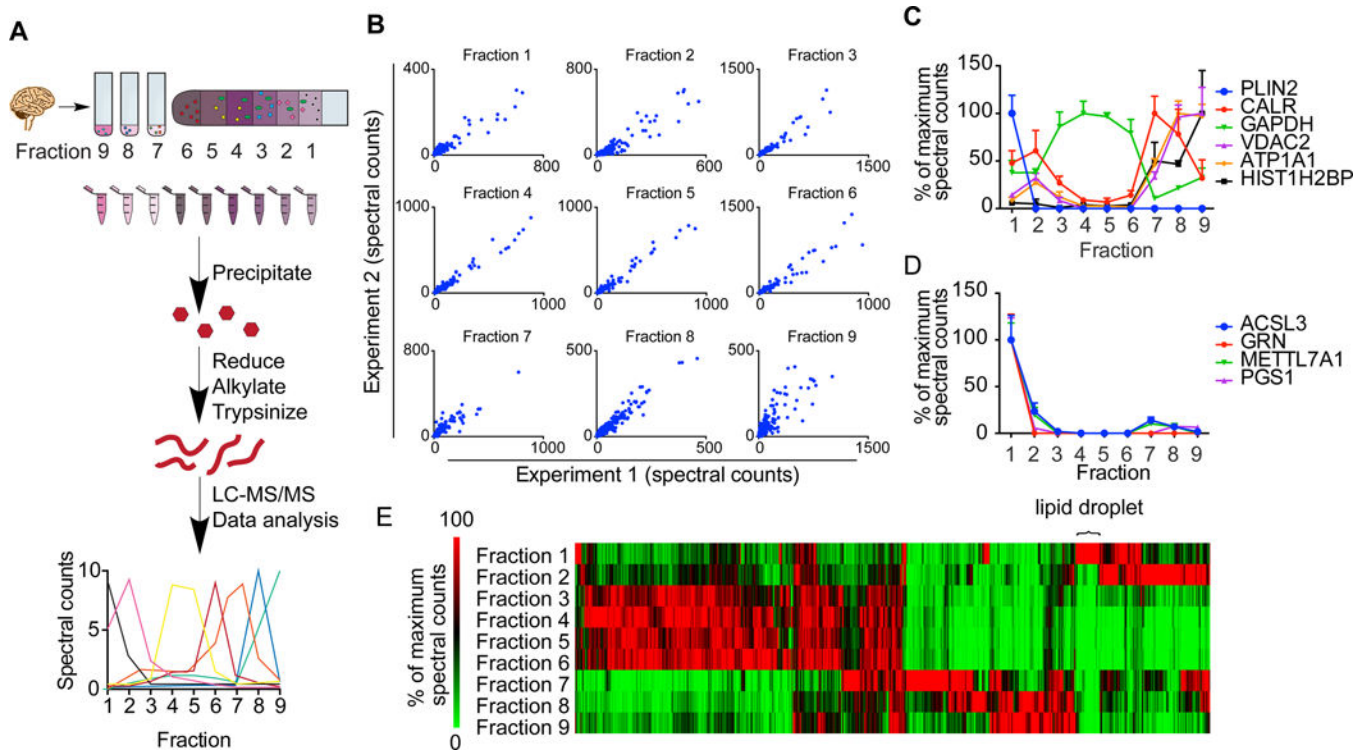 A
Fraction 9 8 7 6 5 4 3 2 1
Precipitate
Reduce
Alkylate
Trypsinize
LC-MS/MS
Data analysis
Spectral counts
10
5
0
1 2 3 4 5 6 7 8 9
Fraction
B
Experiment 2 (spectral counts)
Fraction 1
400
0
0 800
Fraction 2
800
0
0 600
Fraction 3
1500
0
0 1500
Fraction 4
1000
0
0 1000
Fraction 5
1000
0
0 900
Fraction 6
1500
0
0 1000
Fraction 7
800
0
0 1000
Fraction 8
500
0
0 460
Fraction 9
500
0
0 1500
Experiment 1 (spectral counts)
C
% of maximum
spectral counts
150
100
50
0
1 2 3 4 5 6 7 8 9
Fraction
PLIN2
CALR
GAPDH
VDAC2
ATP1A1
HIST1H2BP
D
% of maximum
spectral counts
150
100
50
0
1 2 3 4 5 6 7 8 9
Fraction
ACSL3
GRN
METTL7A1
PGS1
E
% of maximum
spectral counts
100
0
lipid droplet
Fraction 1
Fraction 2
Fraction 3
Fraction 4
Fraction 5
Fraction 6
Fraction 7
Fraction 8
Fraction 9